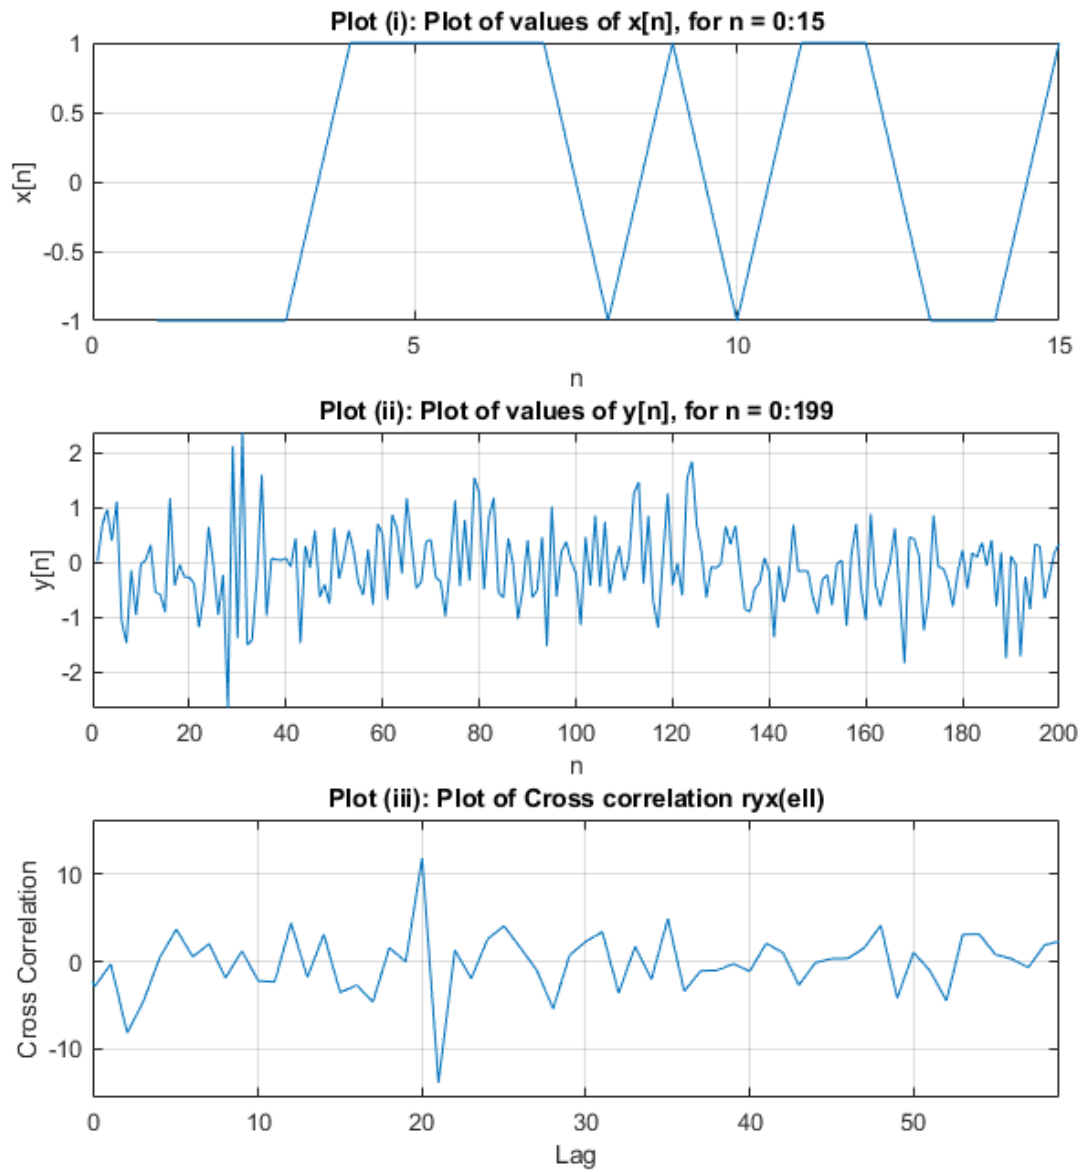 Plot (i): Plot of values of x[n], for n = 0:15
1
0.5
0
-0.5
-1
x[n]
0 5 10 15
n
Plot (ii): Plot of values of y[n], for n = 0:199
2
1
0
-1
-2
y[n]
0 20 40 60 80 100 120 140 160 180 200
n
Plot (iii): Plot of Cross correlation ryx(ell)
10
0
-10
Cross Correlation
0 10 20 30 40 50
Lag